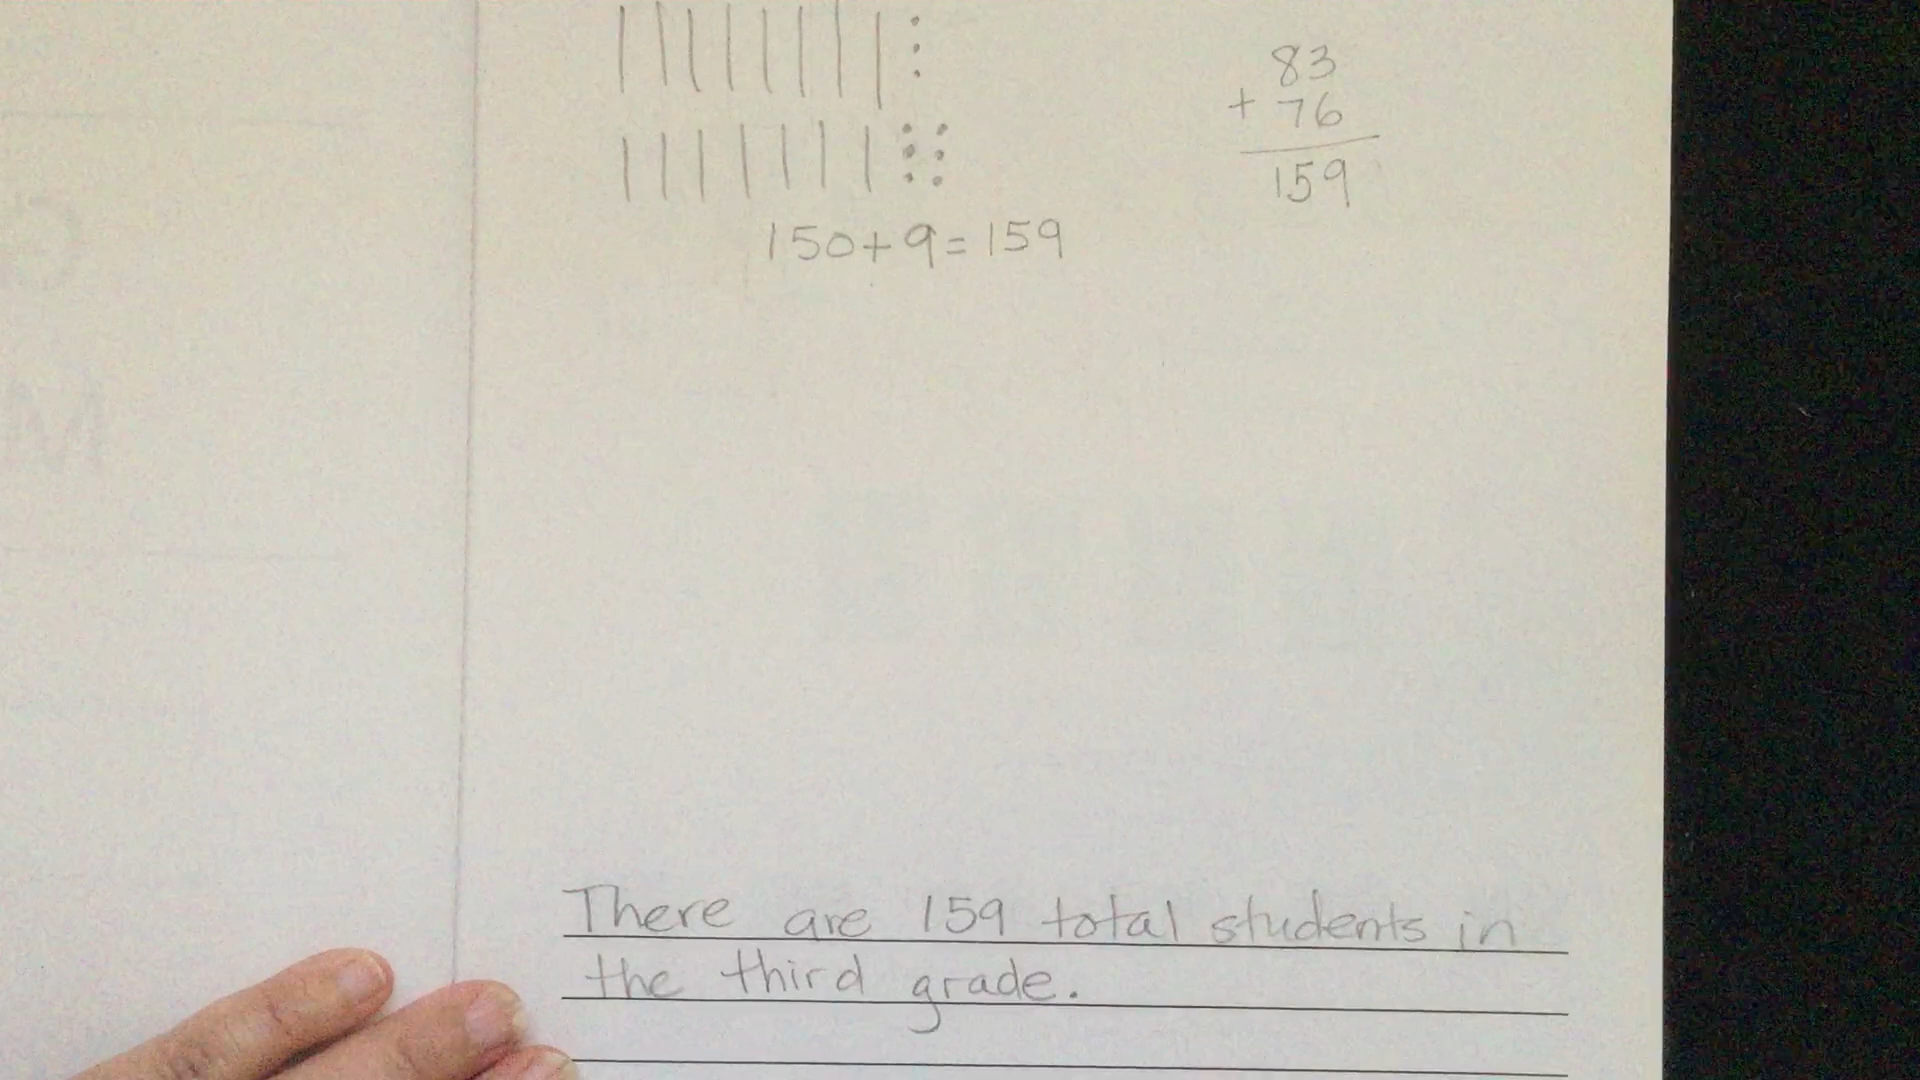 83
+ 76
159
150+9=159
There are 159 total students in
the third grade.